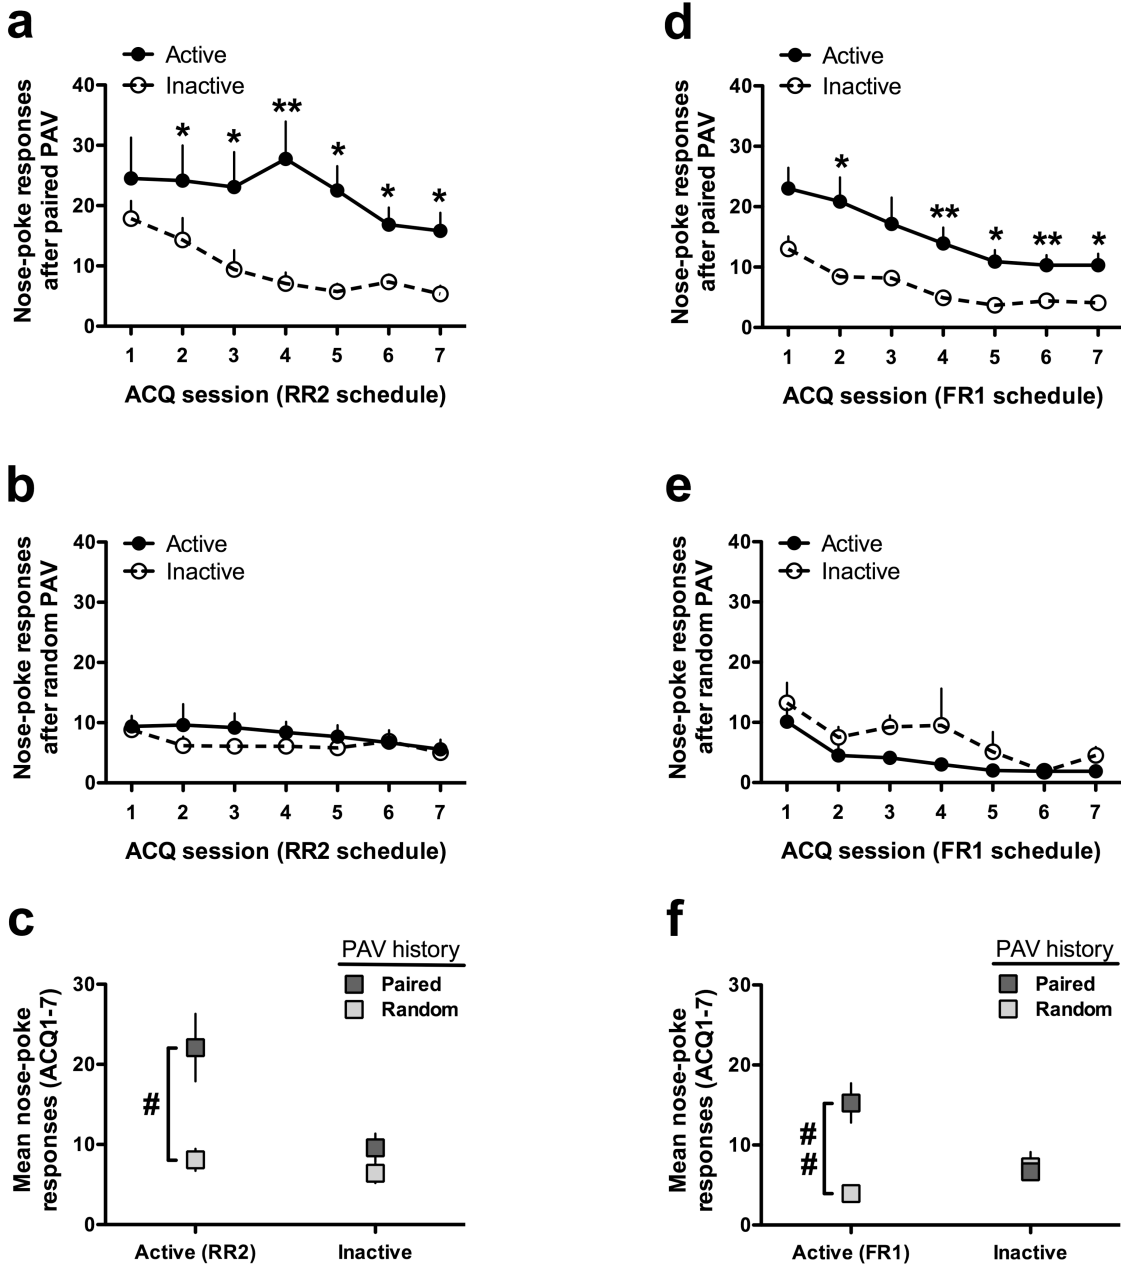 a
Active
Inactive
Nose-poke responses
after paired PAV
40
30
20
10
0
* * ** * * *
1 2 3 4 5 6 7
ACQ session (RR2 schedule)
d
Active
Inactive
Nose-poke responses
after paired PAV
40
30
20
10
0
* ** * ** *
1 2 3 4 5 6 7
ACQ session (FR1 schedule)
b
Active
Inactive
Nose-poke responses
after random PAV
40
30
20
10
0
1 2 3 4 5 6 7
ACQ session (RR2 schedule)
e
Active
Inactive
Nose-poke responses
after random PAV
40
30
20
10
0
1 2 3 4 5 6 7
ACQ session (FR1 schedule)
c
PAV history
Paired
Random
Mean nose-poke
responses (ACQ1-7)
30
20
10
0
#
Active (RR2) Inactive
f
PAV history
Paired
Random
Mean nose-poke
responses (ACQ1-7)
30
20
10
0
#
#
Active (FR1) Inactive